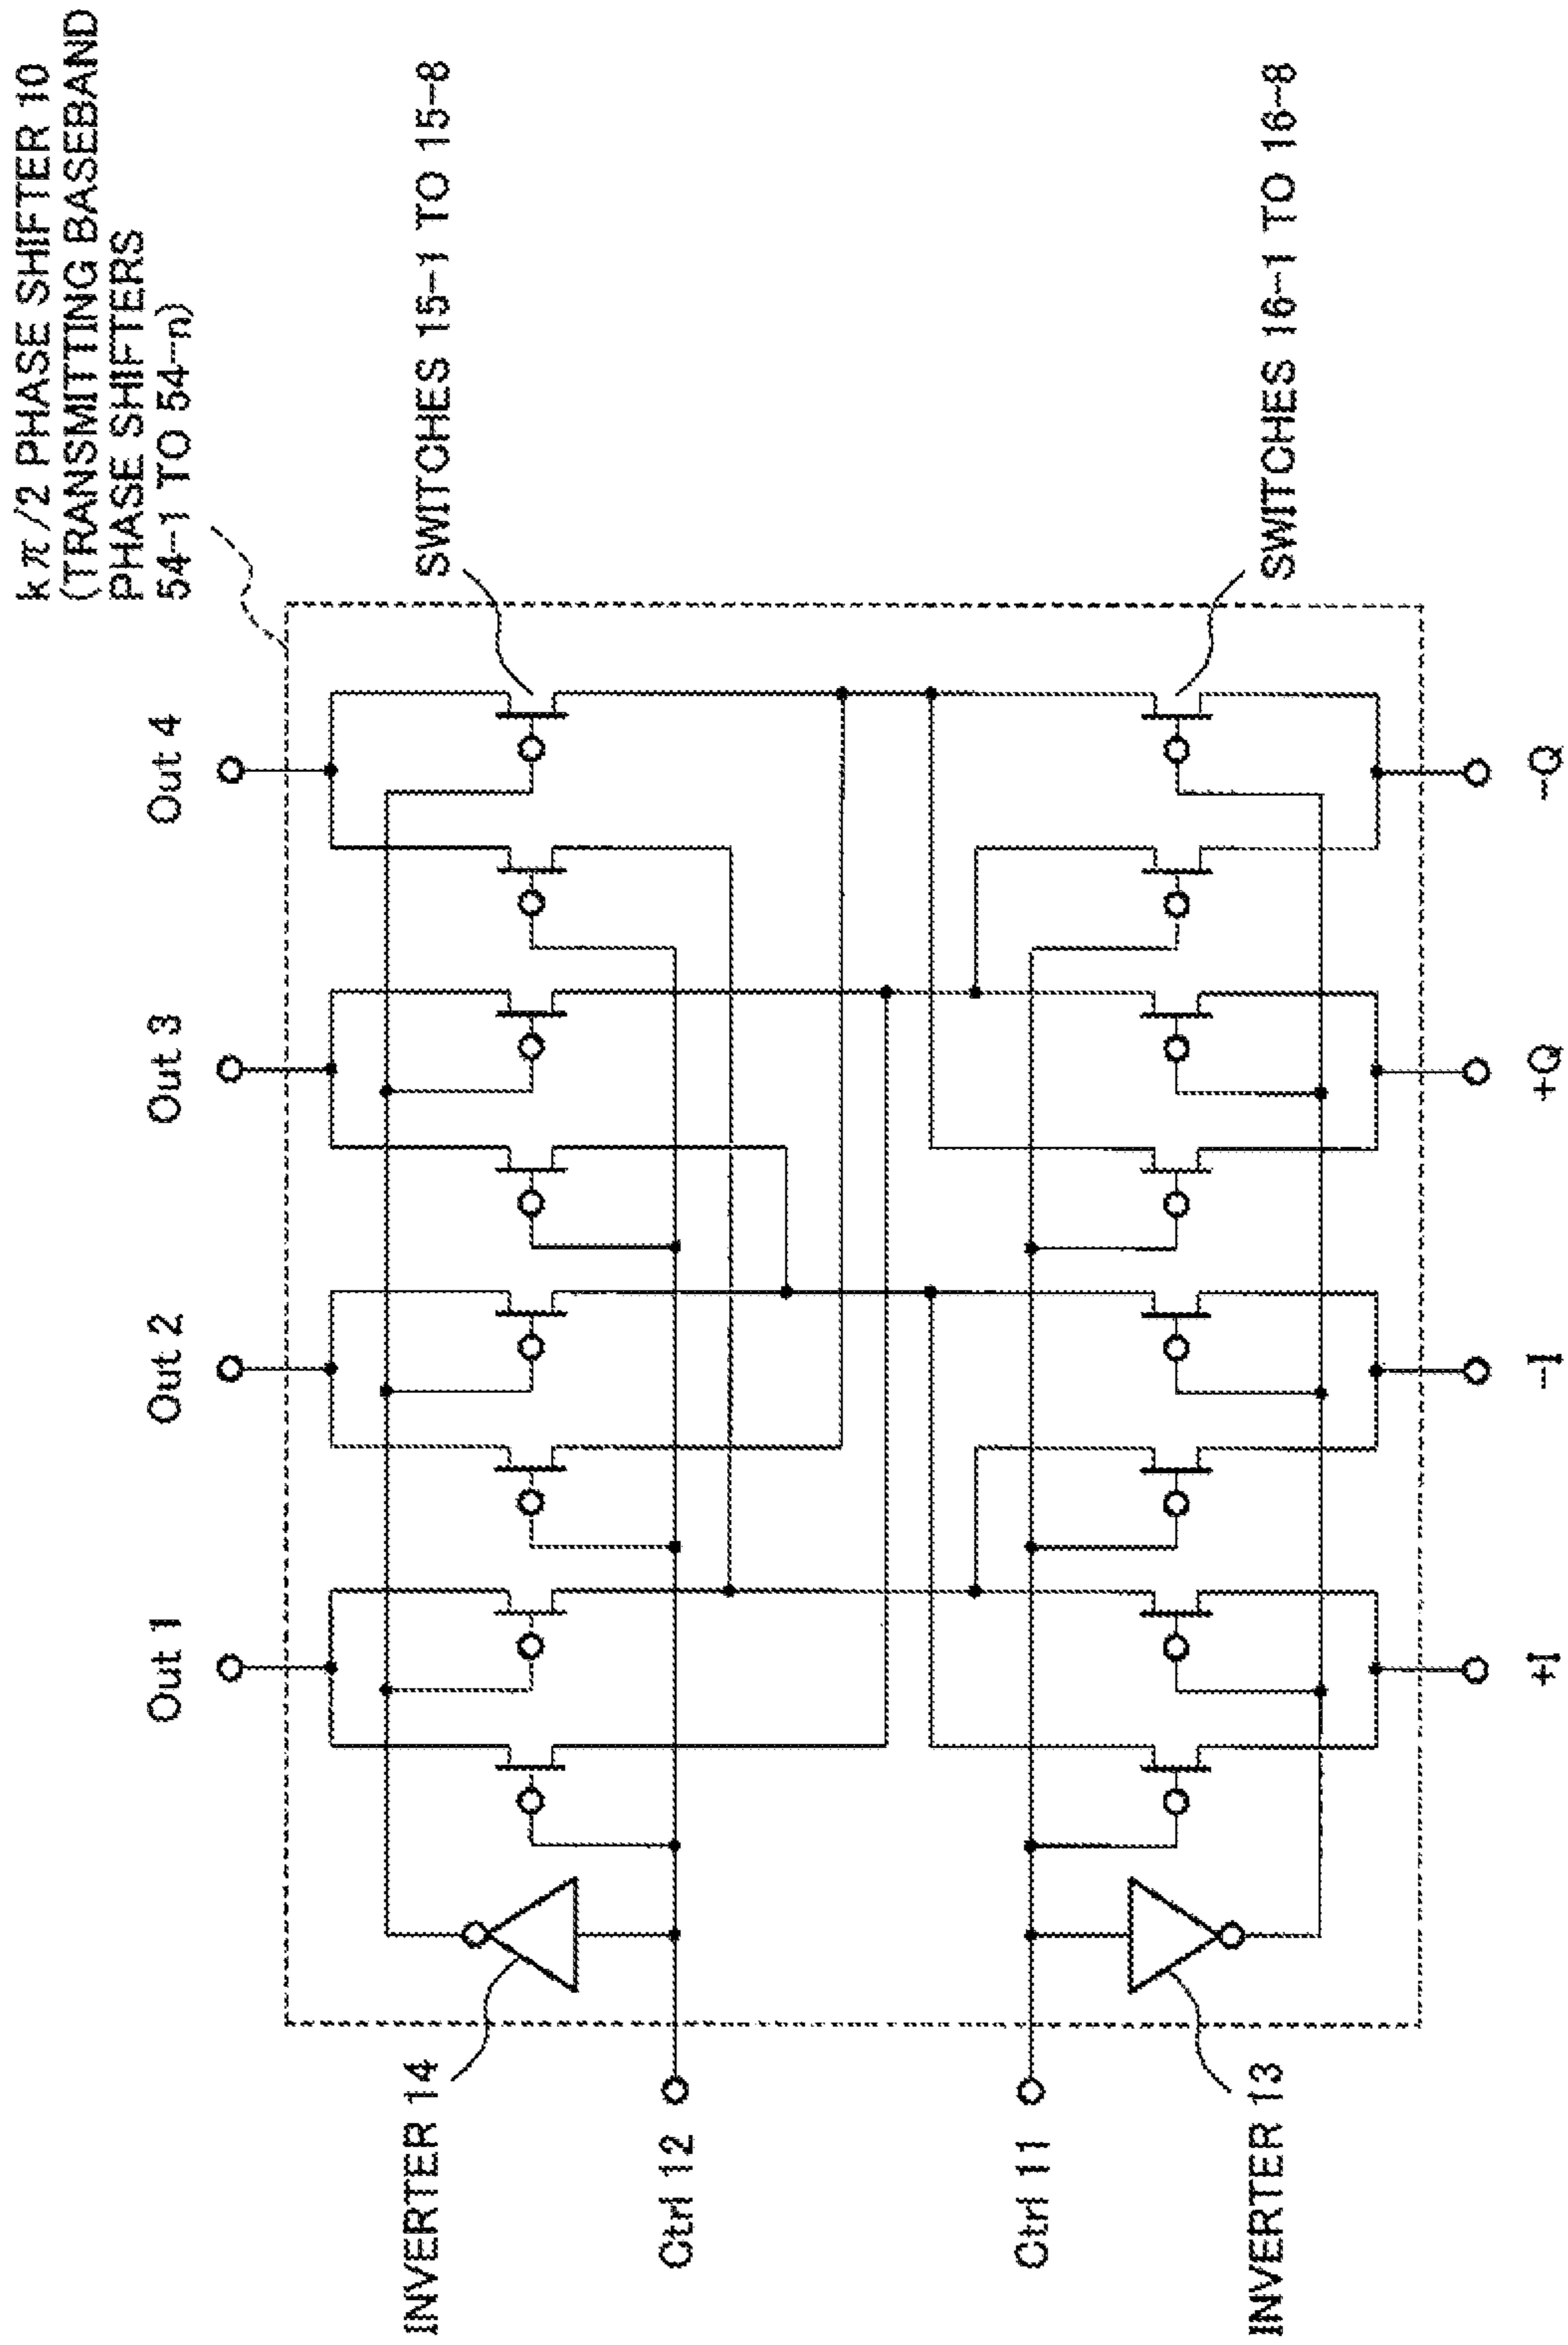 kπ/2 PHASE SHIFTER 10
(TRANSMITTING BASEBAND
PHASE SHIFTERS
54-1 TO 54-n)
SWITCHES 15-1 TO 15-8
SWITCHES 16-1 TO 16-8
Out 1
Out 2
Out 3
Out 4
INVERTER 14
Ctrl 12
Ctrl 11
INVERTER 13
+I
-I
+Q
-Q